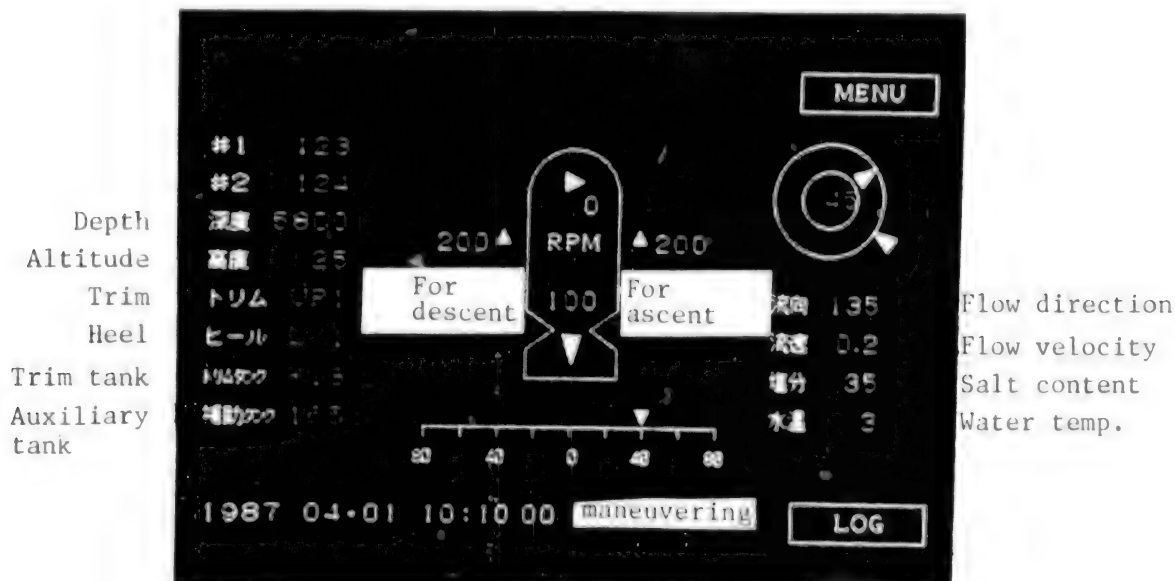 MENU
#1 123
#2 124
Depth 深度 5800
Altitude 高度 25
Trim トリム UP1
Heel ヒール
Trim tank トリムタンク
Auxiliary tank 補助タンク
0
RPM
200 200
100
For descent
For ascent
流向 135 Flow direction
流速 0.2 Flow velocity
塩分 35 Salt content
水温 3 Water temp.
80 40 0 40 80
1987 04·01 10:10 00 maneuvering
LOG